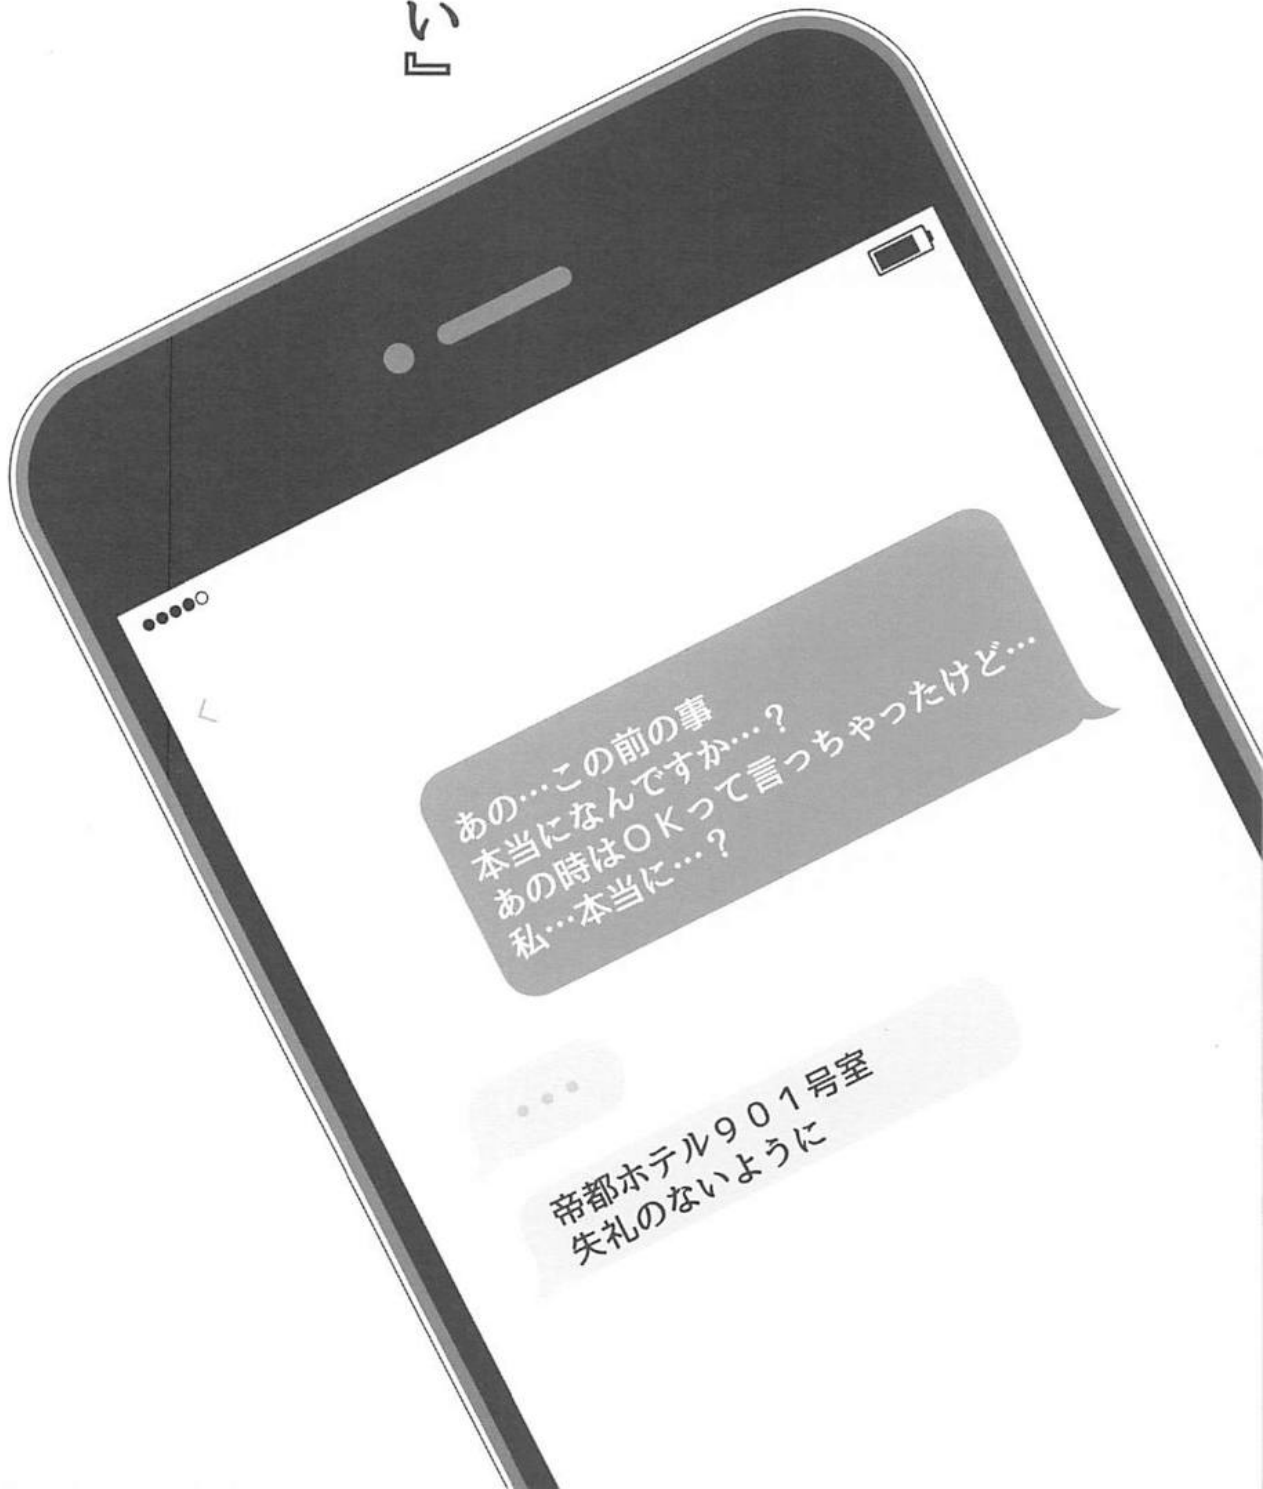 い』
あの…この前の事
本当になんですか…？
あの時はＯＫって言っちゃったけど…
私…本当に…？
…
帝都ホテル９０１号室
失礼のないように